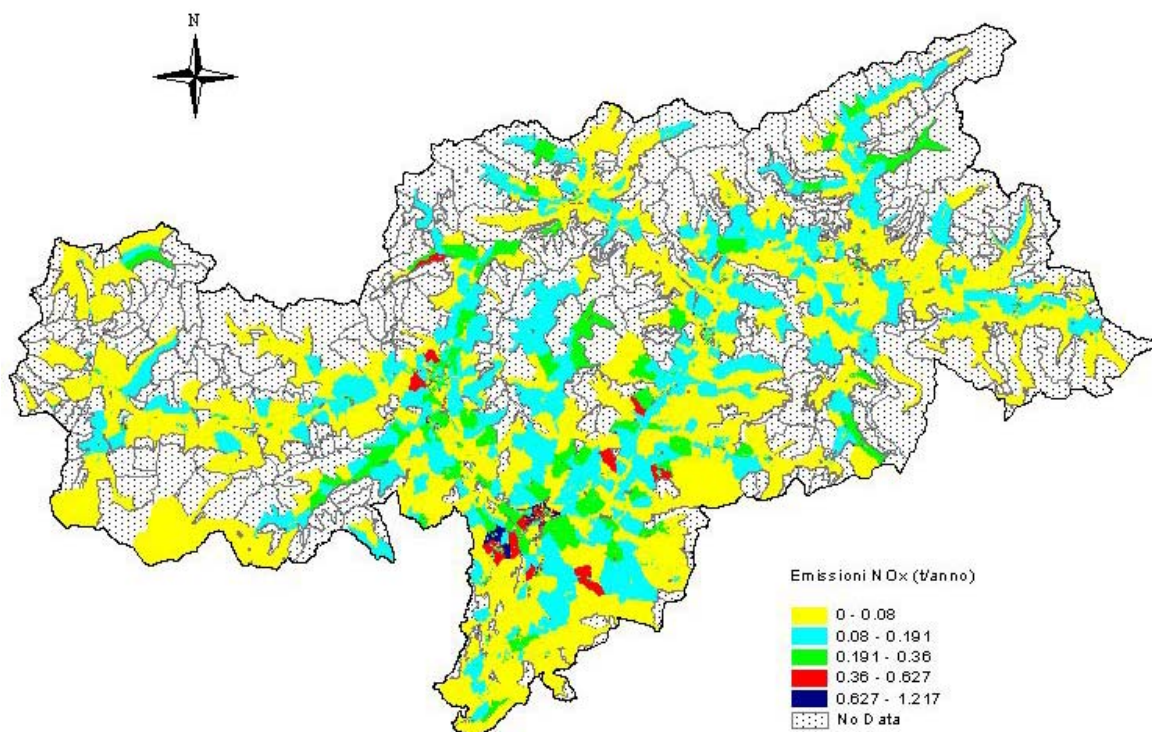 N
Emissioni NOx (t/anno)
0 - 0.08
0.08 - 0.191
0.191 - 0.36
0.36 - 0.627
0.627 - 1.217
No Data